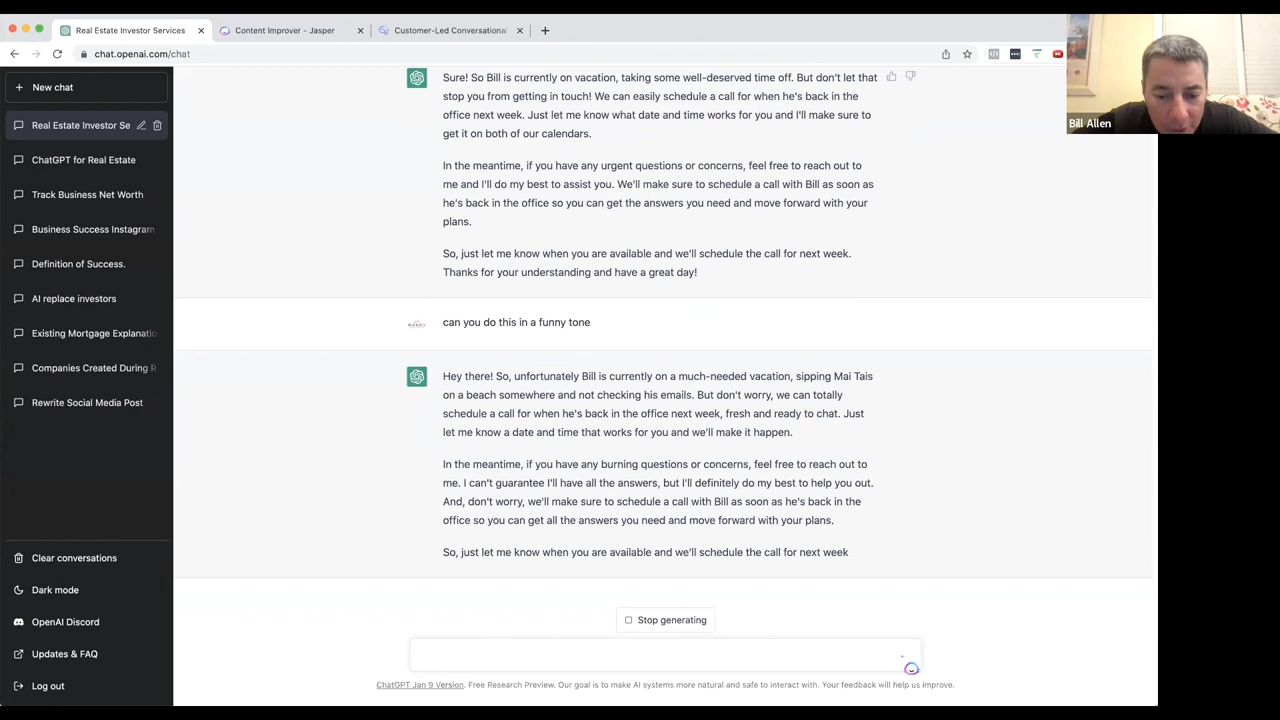 Real Estate Investor Services
Content Improver - Jasper
Customer-Led Conversational
chat.openai.com/chat
Bill Allen
New chat
Real Estate Investor Se
ChatGPT for Real Estate
Track Business Net Worth
Business Success Instagram
Definition of Success.
AI replace investors
Existing Mortgage Explanatio
Companies Created During R
Rewrite Social Media Post
Clear conversations
Dark mode
OpenAI Discord
Updates & FAQ
Log out
Sure! So Bill is currently on vacation, taking some well-deserved time off. But don't let that
stop you from getting in touch! We can easily schedule a call for when he's back in the
office next week. Just let me know what date and time works for you and I'll make sure to
get it on both of our calendars.
In the meantime, if you have any urgent questions or concerns, feel free to reach out to
me and I'll do my best to assist you. We'll make sure to schedule a call with Bill as soon as
he's back in the office so you can get the answers you need and move forward with your
plans.
So, just let me know when you are available and we'll schedule the call for next week.
Thanks for your understanding and have a great day!
can you do this in a funny tone
Hey there! So, unfortunately Bill is currently on a much-needed vacation, sipping Mai Tais
on a beach somewhere and not checking his emails. But don't worry, we can totally
schedule a call for when he's back in the office next week, fresh and ready to chat. Just
let me know a date and time that works for you and we'll make it happen.
In the meantime, if you have any burning questions or concerns, feel free to reach out to
me. I can't guarantee I'll have all the answers, but I'll definitely do my best to help you out.
And, don't worry, we'll make sure to schedule a call with Bill as soon as he's back in the
office so you can get all the answers you need and move forward with your plans.
So, just let me know when you are available and we'll schedule the call for next week
Stop generating
ChatGPT Jan 9 Version. Free Research Preview. Our goal is to make AI systems more natural and safe to interact with. Your feedback will help us improve.